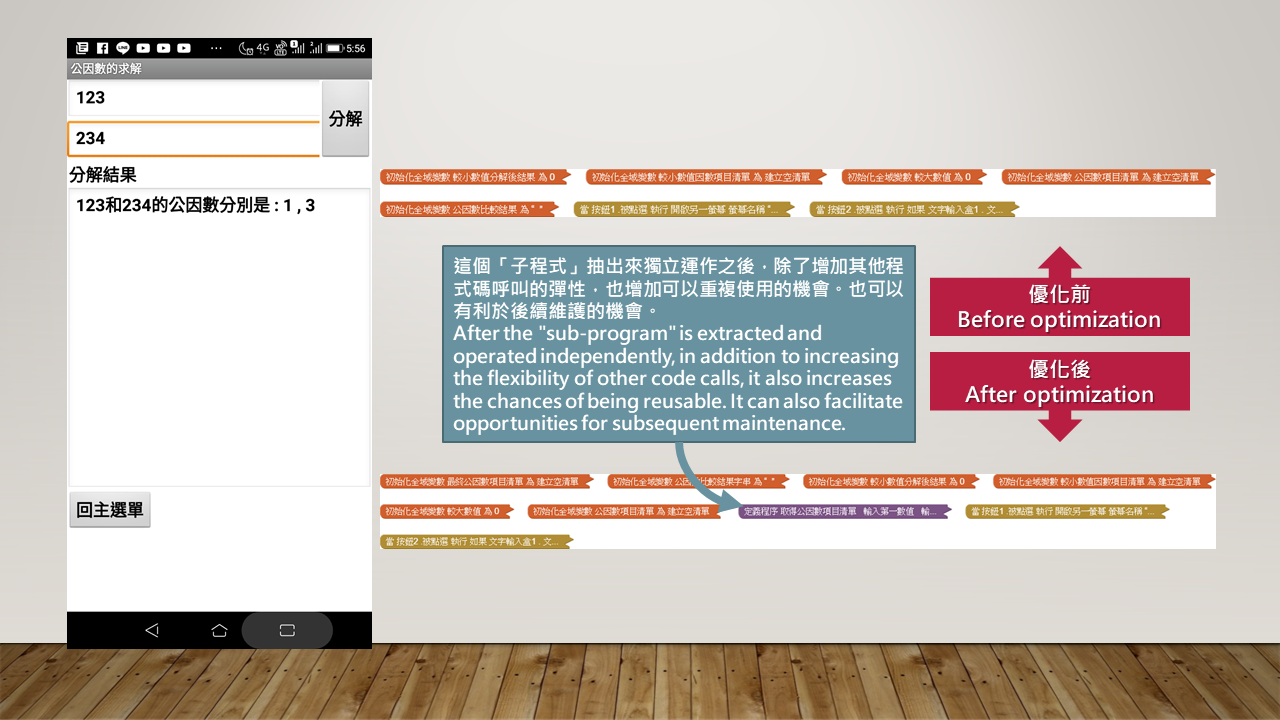 4G 5:56
公因數的求解
123
234
分解
分解結果
123和234的公因數分別是 : 1 , 3
回主選單
初始化全域變數 較小數值分解後結果 為 0
初始化全域變數 較小數值因數項目清單 為 建立空清單
初始化全域變數 較大數值 為 0
初始化全域變數 公因數項目清單 為 建立空清單
初始化全域變數 公因數比較結果 為 " "
當 按鈕1 .被點選 執行 開啟另一螢幕 螢幕名稱 "...
當 按鈕2 .被點選 執行 如果 文字輸入盒1 . 文...
這個「子程式」抽出來獨立運作之後，除了增加其他程
式碼呼叫的彈性，也增加可以重複使用的機會。也可以
有利於後續維護的機會。
After the "sub-program" is extracted and
operated independently, in addition to increasing
the flexibility of other code calls, it also increases
the chances of being reusable. It can also facilitate
opportunities for subsequent maintenance.
優化前
Before optimization
優化後
After optimization
初始化全域變數 最終公因數項目清單 為 建立空清單
初始化全域變數 公因數比較結果字串 為 " "
初始化全域變數 較小數值分解後結果 為 0
初始化全域變數 較小數值因數項目清單 為 建立空清單
初始化全域變數 較大數值 為 0
初始化全域變數 公因數項目清單 為 建立空清單
定義程序 取得公因數項目清單 輸入第一數值 輸...
當 按鈕1 .被點選 執行 開啟另一螢幕 螢幕名稱 "...
當 按鈕2 .被點選 執行 如果 文字輸入盒1 . 文...